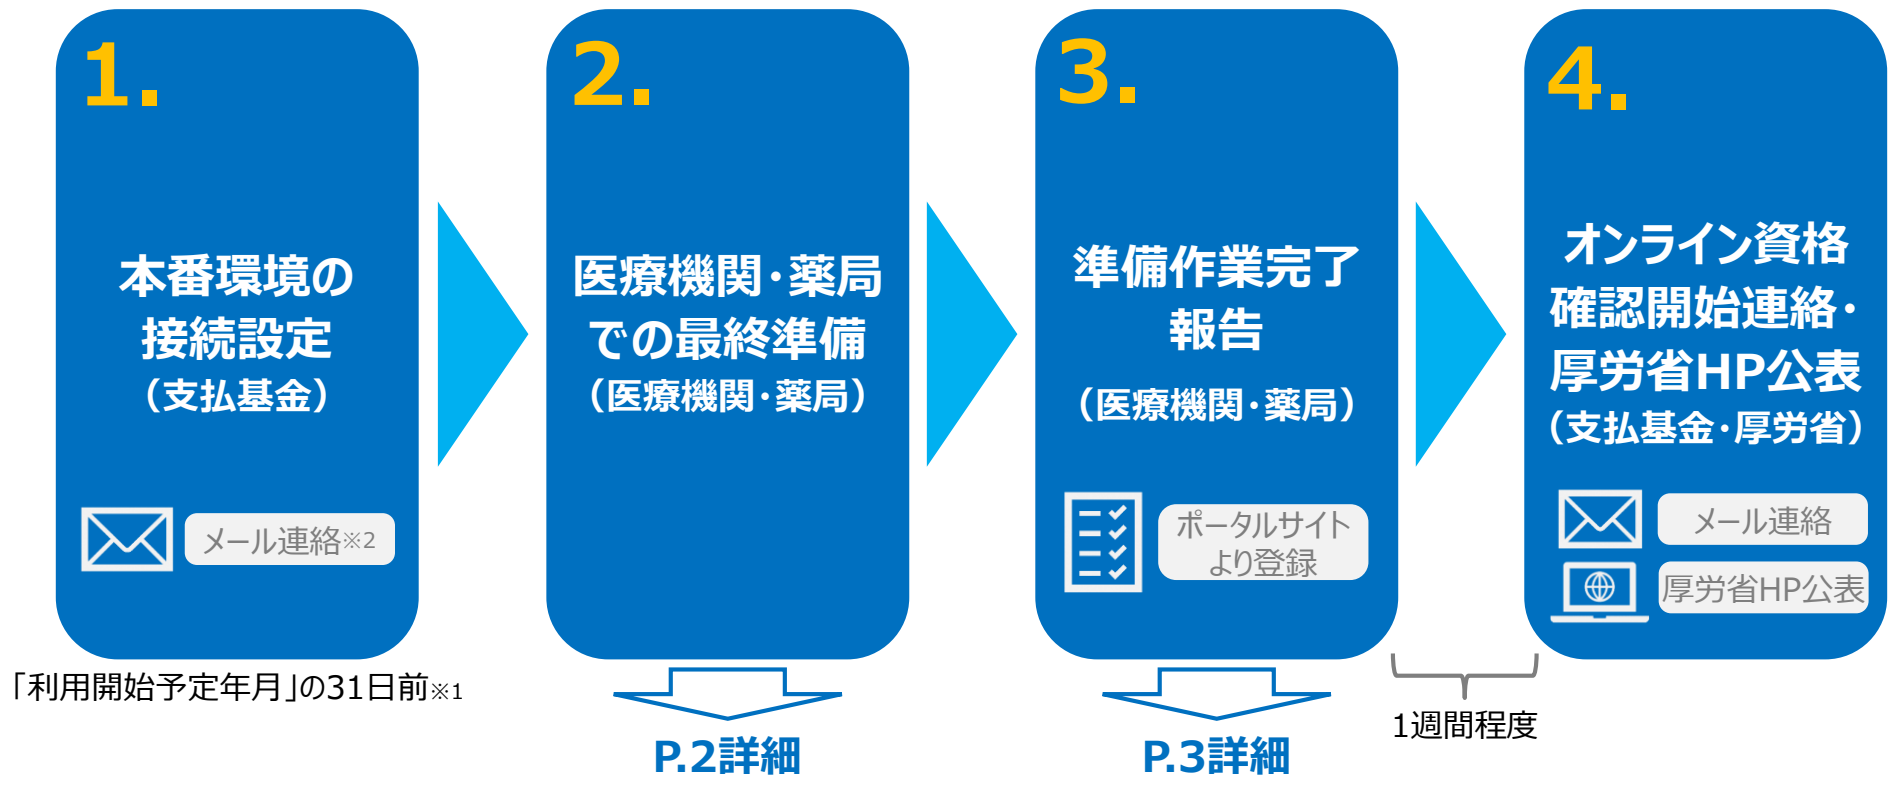 1.
本番環境の
接続設定
（支払基金）
メール連絡※2
「利用開始予定年月」の31日前※1
2.
医療機関・薬局
での最終準備
（医療機関・薬局）
P.2詳細
3.
準備作業完了
報告
（医療機関・薬局）
ポータルサイト
より登録
P.3詳細
1週間程度
4.
オンライン資格
確認開始連絡・
厚労省HP公表
（支払基金・厚労省）
メール連絡
厚労省HP公表